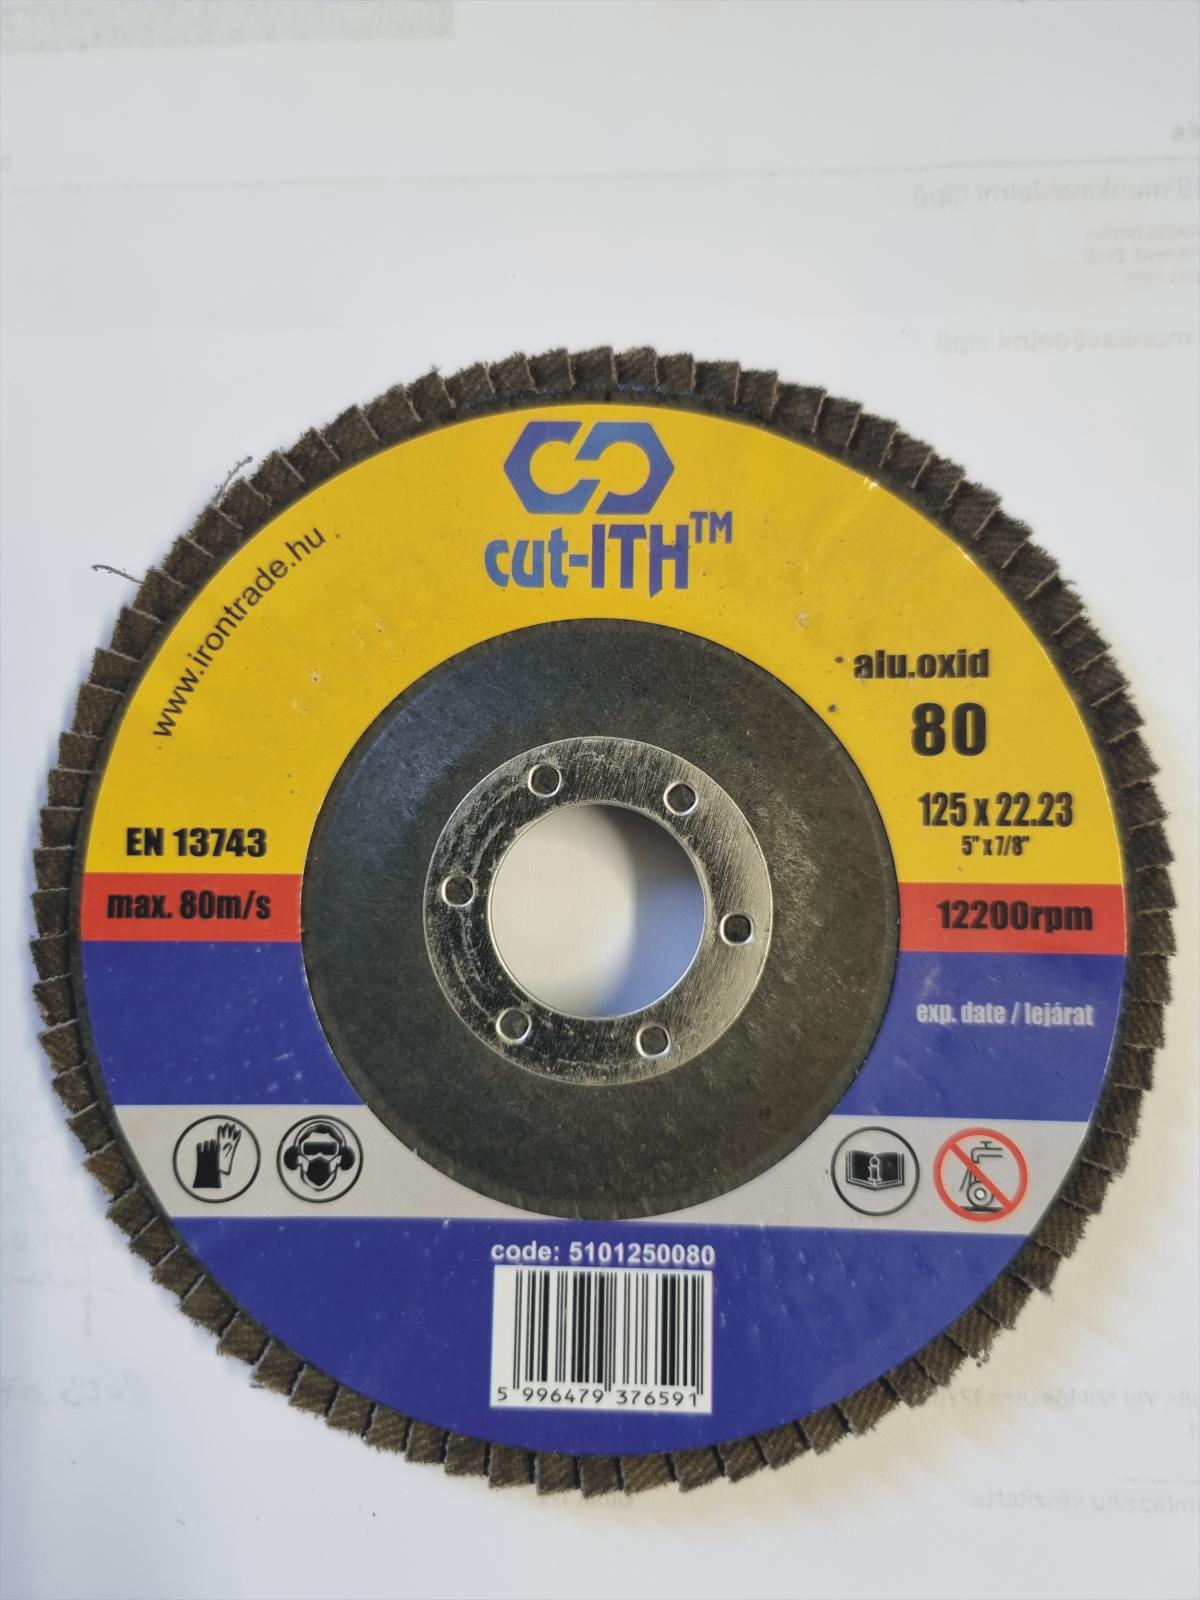 cut-ITH™
www.irontrade.hu
alu.oxid
80
125 x 22.23
5" x 7/8"
EN 13743
max. 80m/s
12200rpm
exp. date / lejárat
code: 5101250080
5 996479 376591